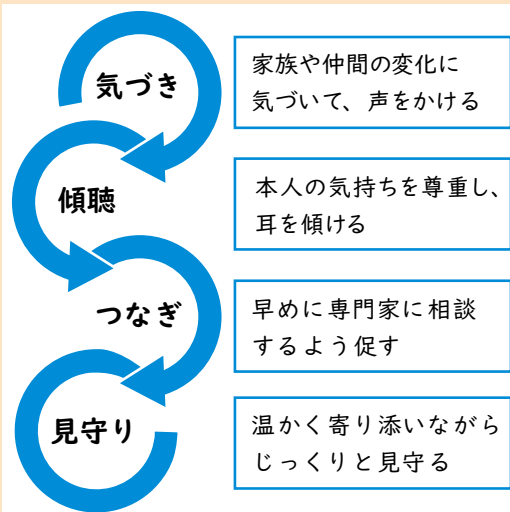 気づき
家族や仲間の変化に
気づいて、声をかける
傾聴
本人の気持ちを尊重し、
耳を傾ける
つなぎ
早めに専門家に相談
するよう促す
見守り
温かく寄り添いながら
じっくりと見守る